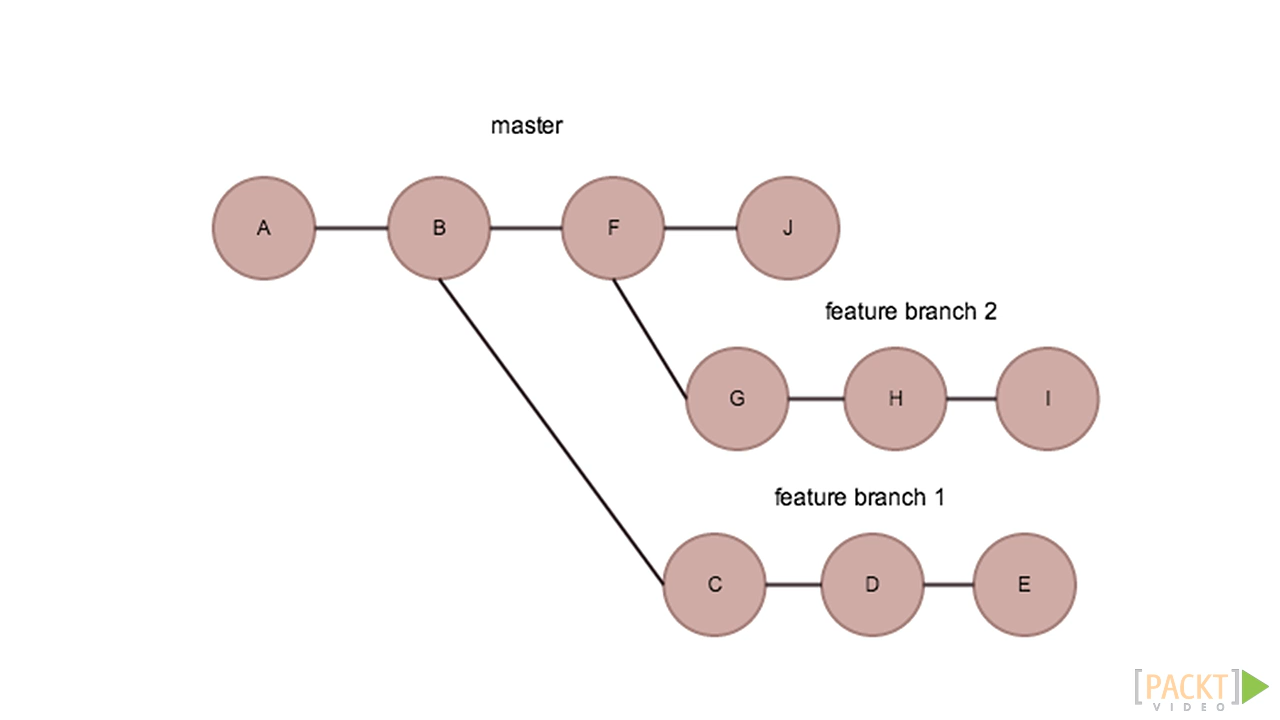 master
A B F J
feature branch 2
G H I
feature branch 1
C D E
[PACKT]
VIDEO